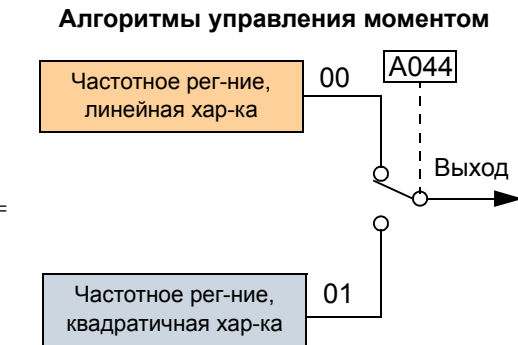 Алгоритмы управления моментом
Частотное рег-ние,
линейная хар-ка
00
A044
Выход
=
Частотное рег-ние,
квадратичная хар-ка
01